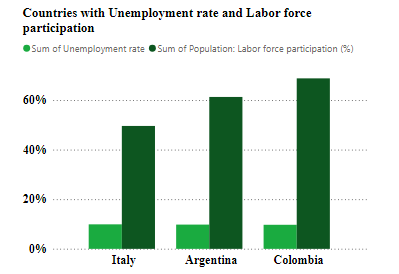 Countries with Unemployment rate and Labor force
participation
Sum of Unemployment rate Sum of Population: Labor force participation (%)
60%
40%
20%
0%
Italy Argentina Colombia